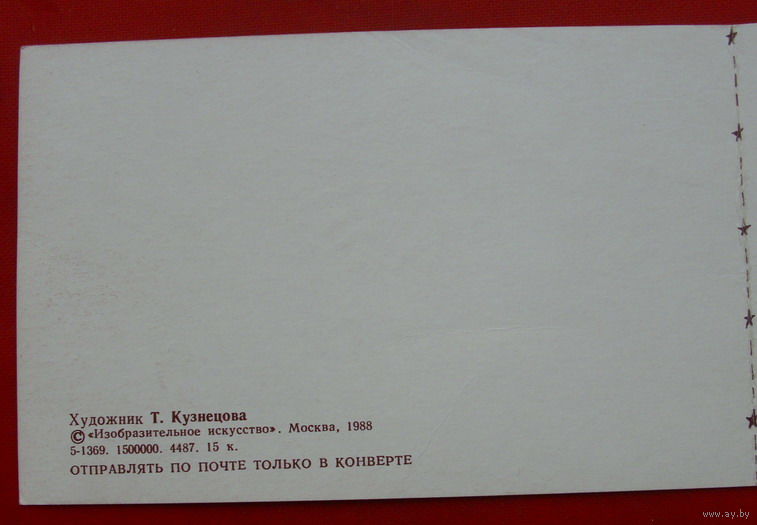 Художник Т. Кузнецова
© «Изобразительное искусство». Москва, 1988
5-1369. 1500000. 4487. 15 к.
ОТПРАВЛЯТЬ ПО ПОЧТЕ ТОЛЬКО В КОНВЕРТЕ
www.ay.by